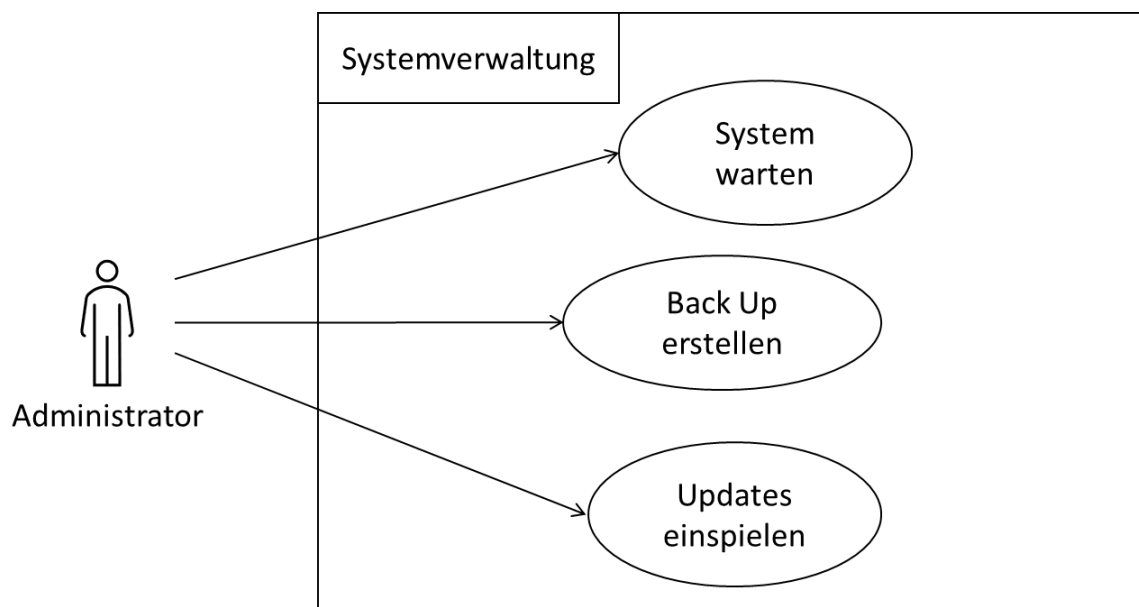 Systemverwaltung
System
warten
Back Up
erstellen
Administrator
Updates
einspielen